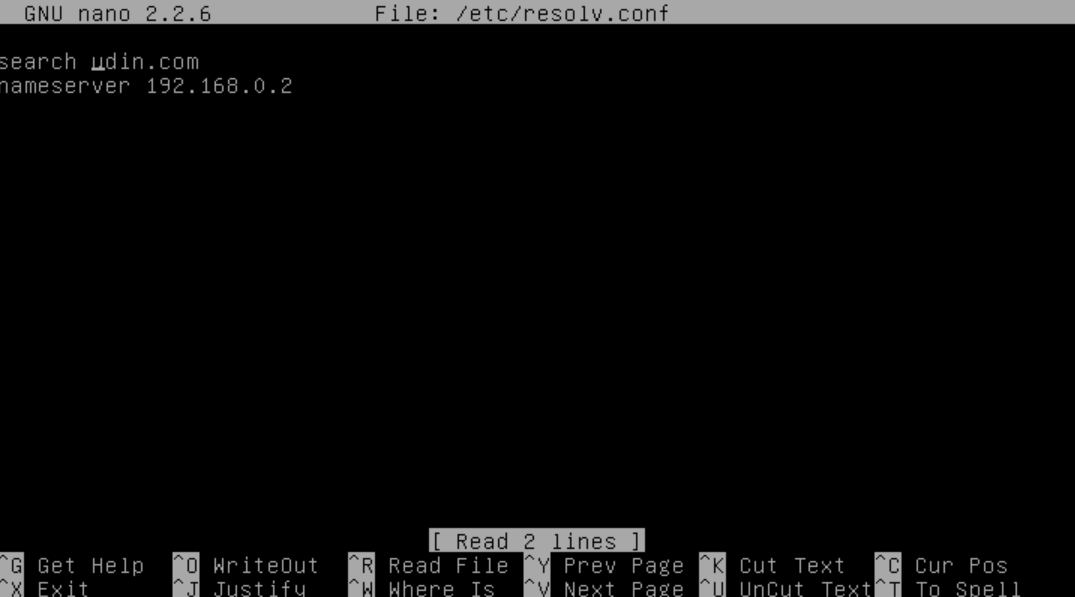 GNU nano 2.2.6 File: /etc/resolv.conf
search udin.com
nameserver 192.168.0.2
[ Read 2 lines ]
^G Get Help ^O WriteOut ^R Read File ^Y Prev Page ^K Cut Text ^C Cur Pos
^X Exit ^J Justify ^W Where Is ^V Next Page ^U UnCut Text ^T To Spell